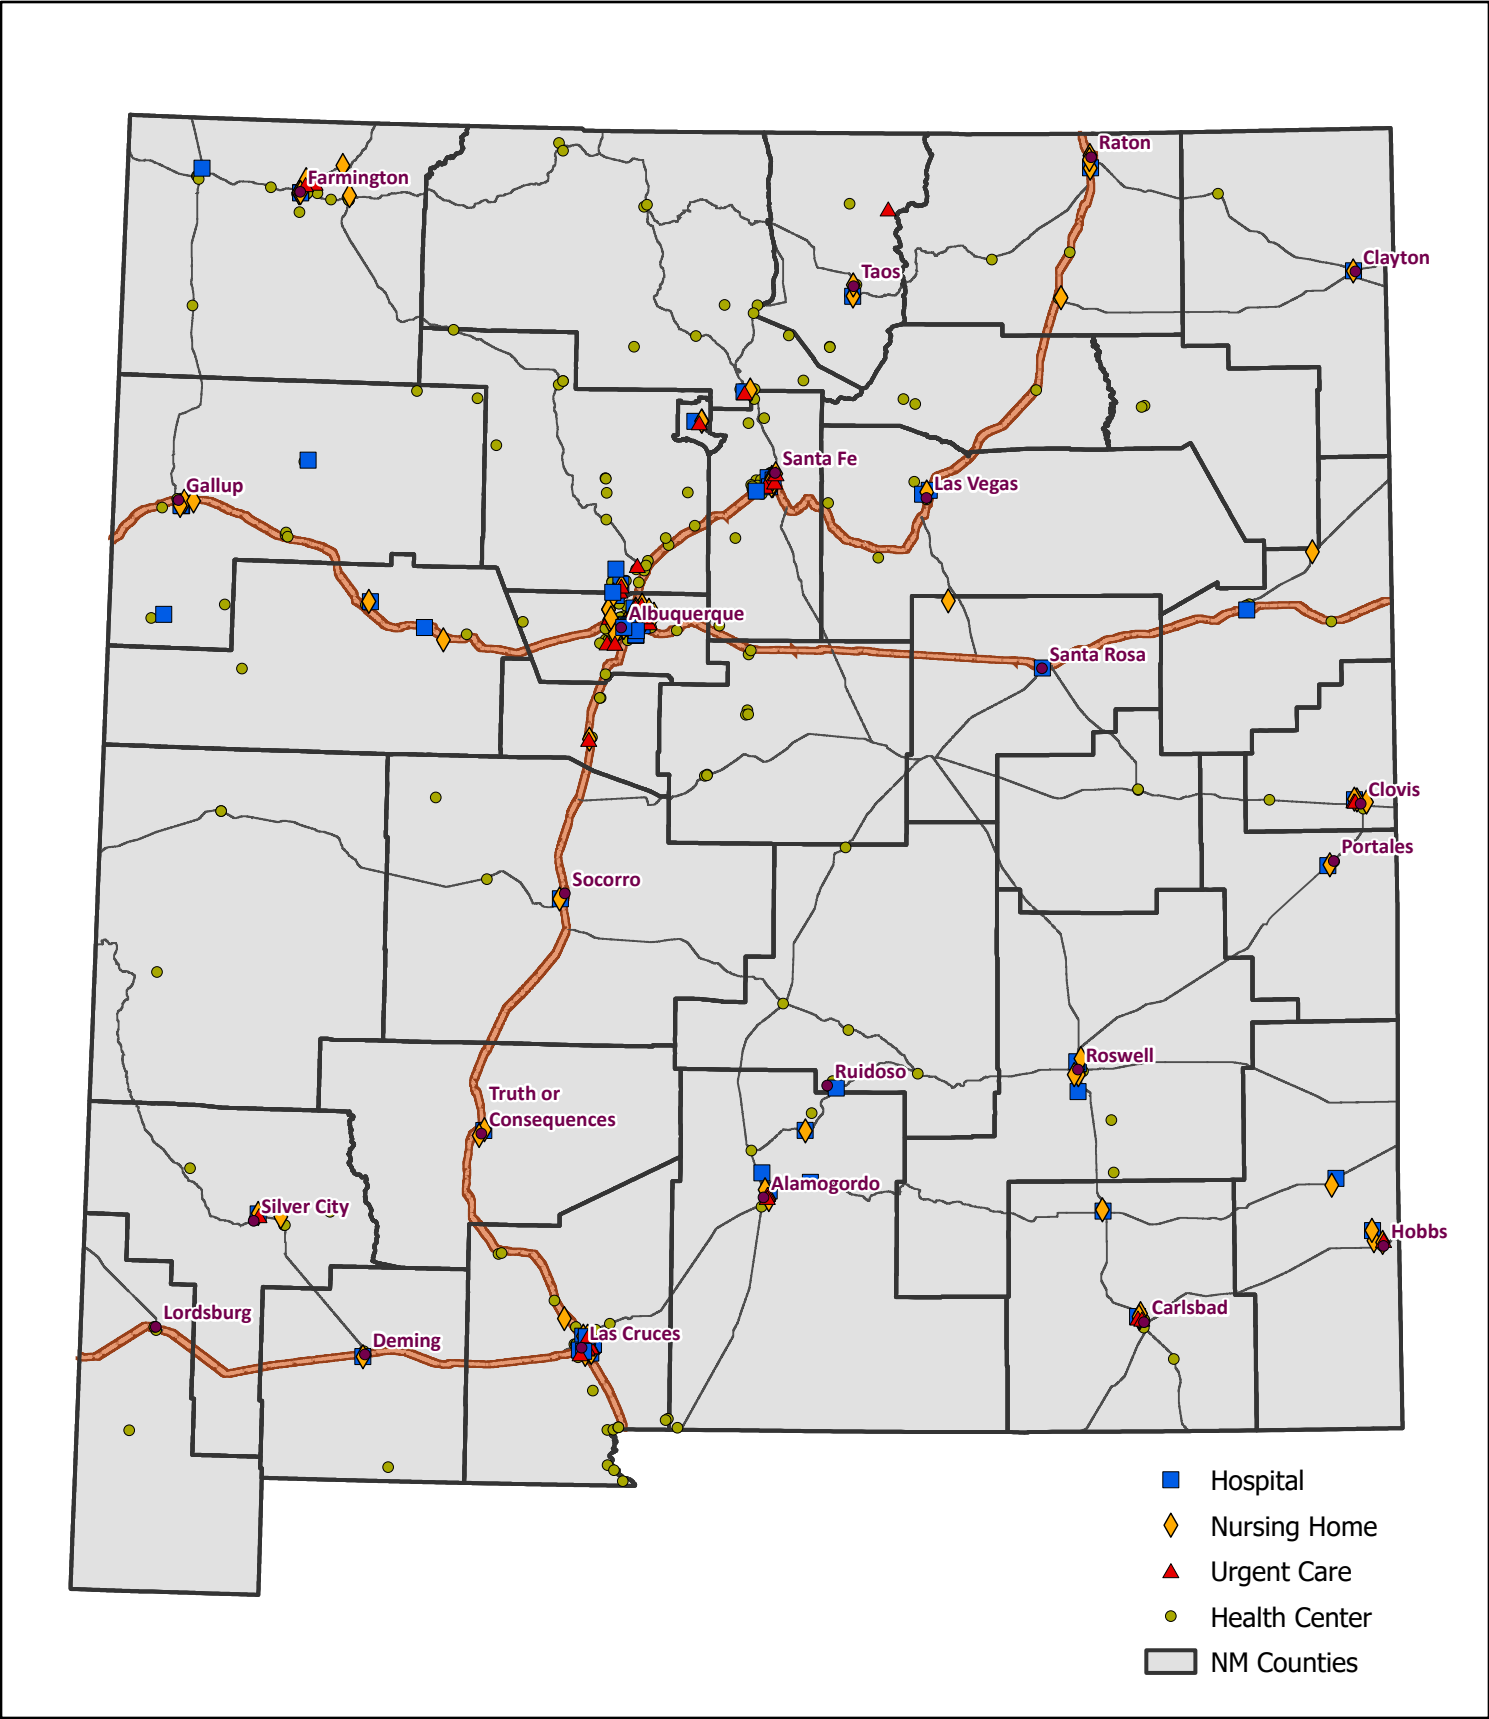 Raton
Farmington
Clayton
Taos
Santa Fe
Gallup
Las Vegas
Albuquerque
Santa Rosa
Clovis
Portales
Socorro
Roswell
Ruidoso
Truth or
Consequences
Alamogordo
Silver City
Hobbs
Lordsburg
Carlsbad
Las Cruces
Deming
Hospital
Nursing Home
Urgent Care
Health Center
NM Counties